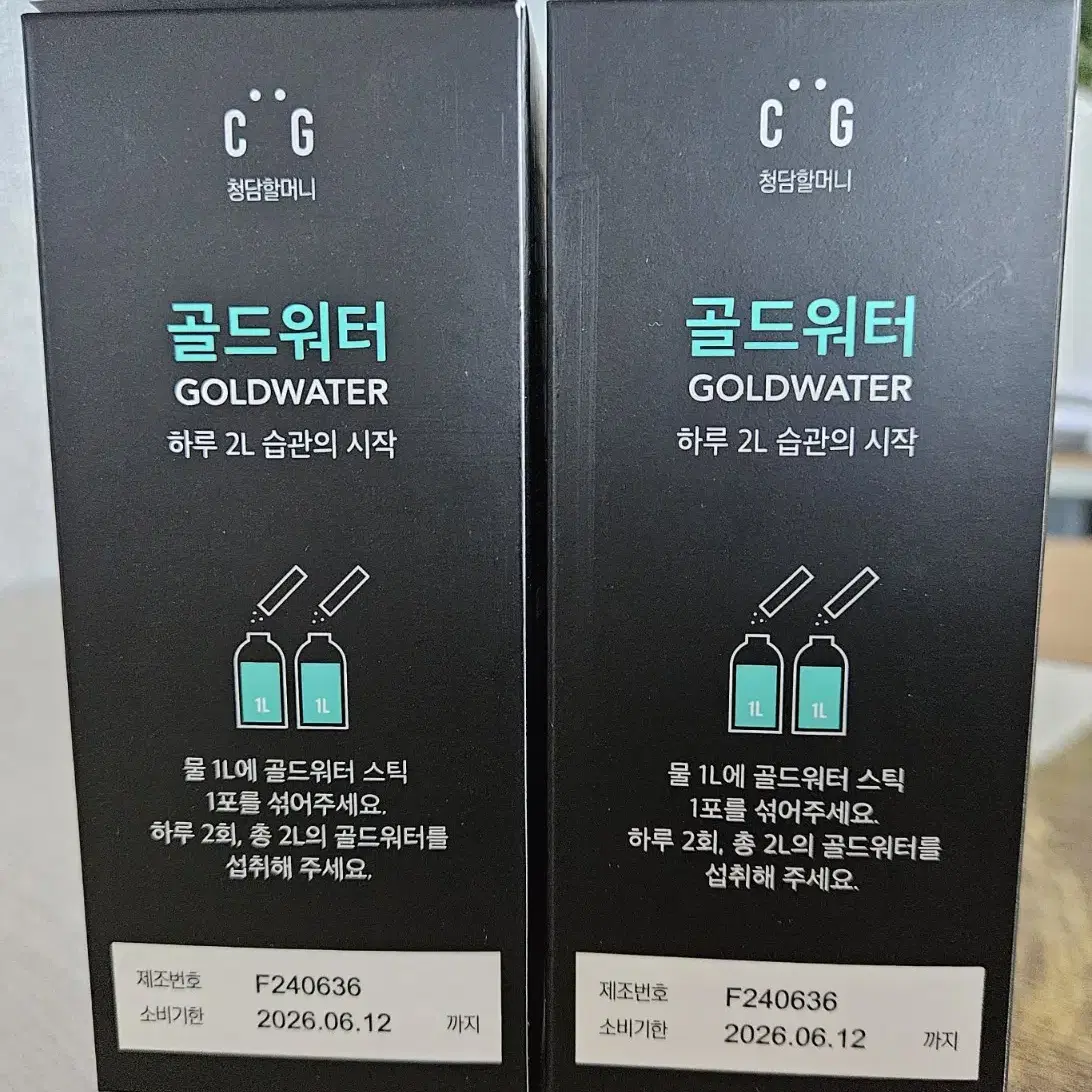 C̈ G̈
청담할머니
골드워터
GOLDWATER
하루 2L 습관의 시작
1L 1L
물 1L에 골드워터 스틱
1포를 섞어주세요.
하루 2회, 총 2L의 골드워터를
섭취해 주세요.
제조번호 F240636
소비기한 2026.06.12 까지
C̈ G̈
청담할머니
골드워터
GOLDWATER
하루 2L 습관의 시작
1L 1L
물 1L에 골드워터 스틱
1포를 섞어주세요.
하루 2회, 총 2L의 골드워터를
섭취해 주세요.
제조번호 F240636
소비기한 2026.06.12 까지